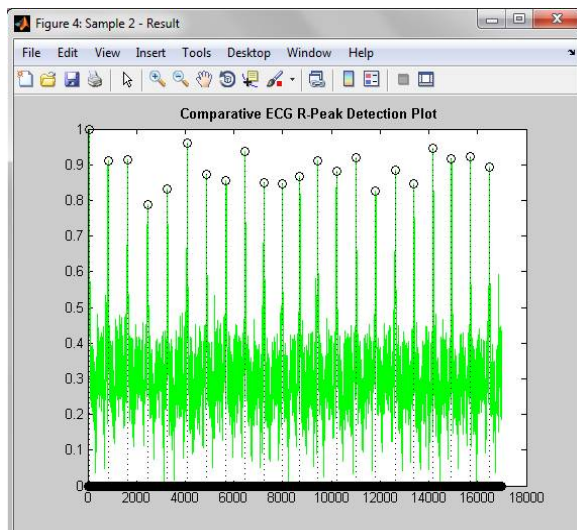 Figure 4: Sample 2 - Result
File Edit View Insert Tools Desktop Window Help
Comparative ECG R-Peak Detection Plot
1
0.9
0.8
0.7
0.6
0.5
0.4
0.3
0.2
0.1
0
0 2000 4000 6000 8000 10000 12000 14000 16000 18000